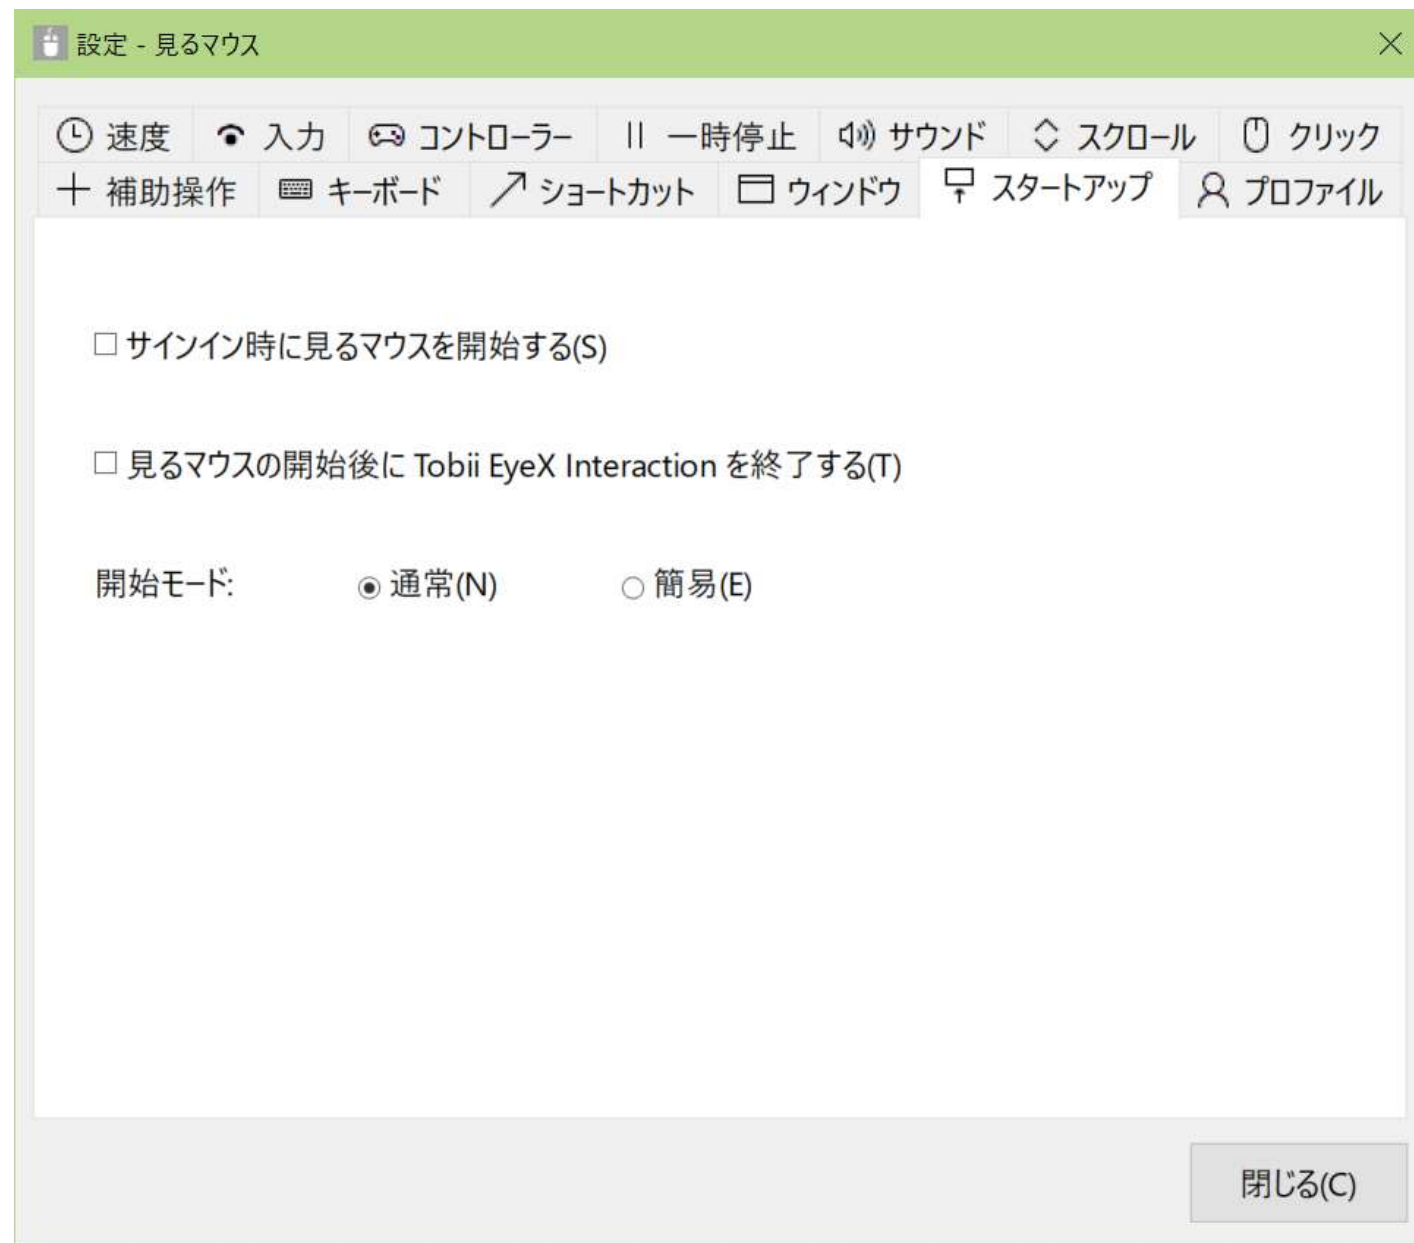 設定 - 見るマウス
速度 入力 コントローラー 一時停止 サウンド スクロール クリック
補助操作 キーボード ショートカット ウィンドウ スタートアップ プロファイル
サインイン時に見るマウスを開始する(S)
見るマウスの開始後に Tobii EyeX Interaction を終了する(T)
開始モード: 通常(N) 簡易(E)
閉じる(C)